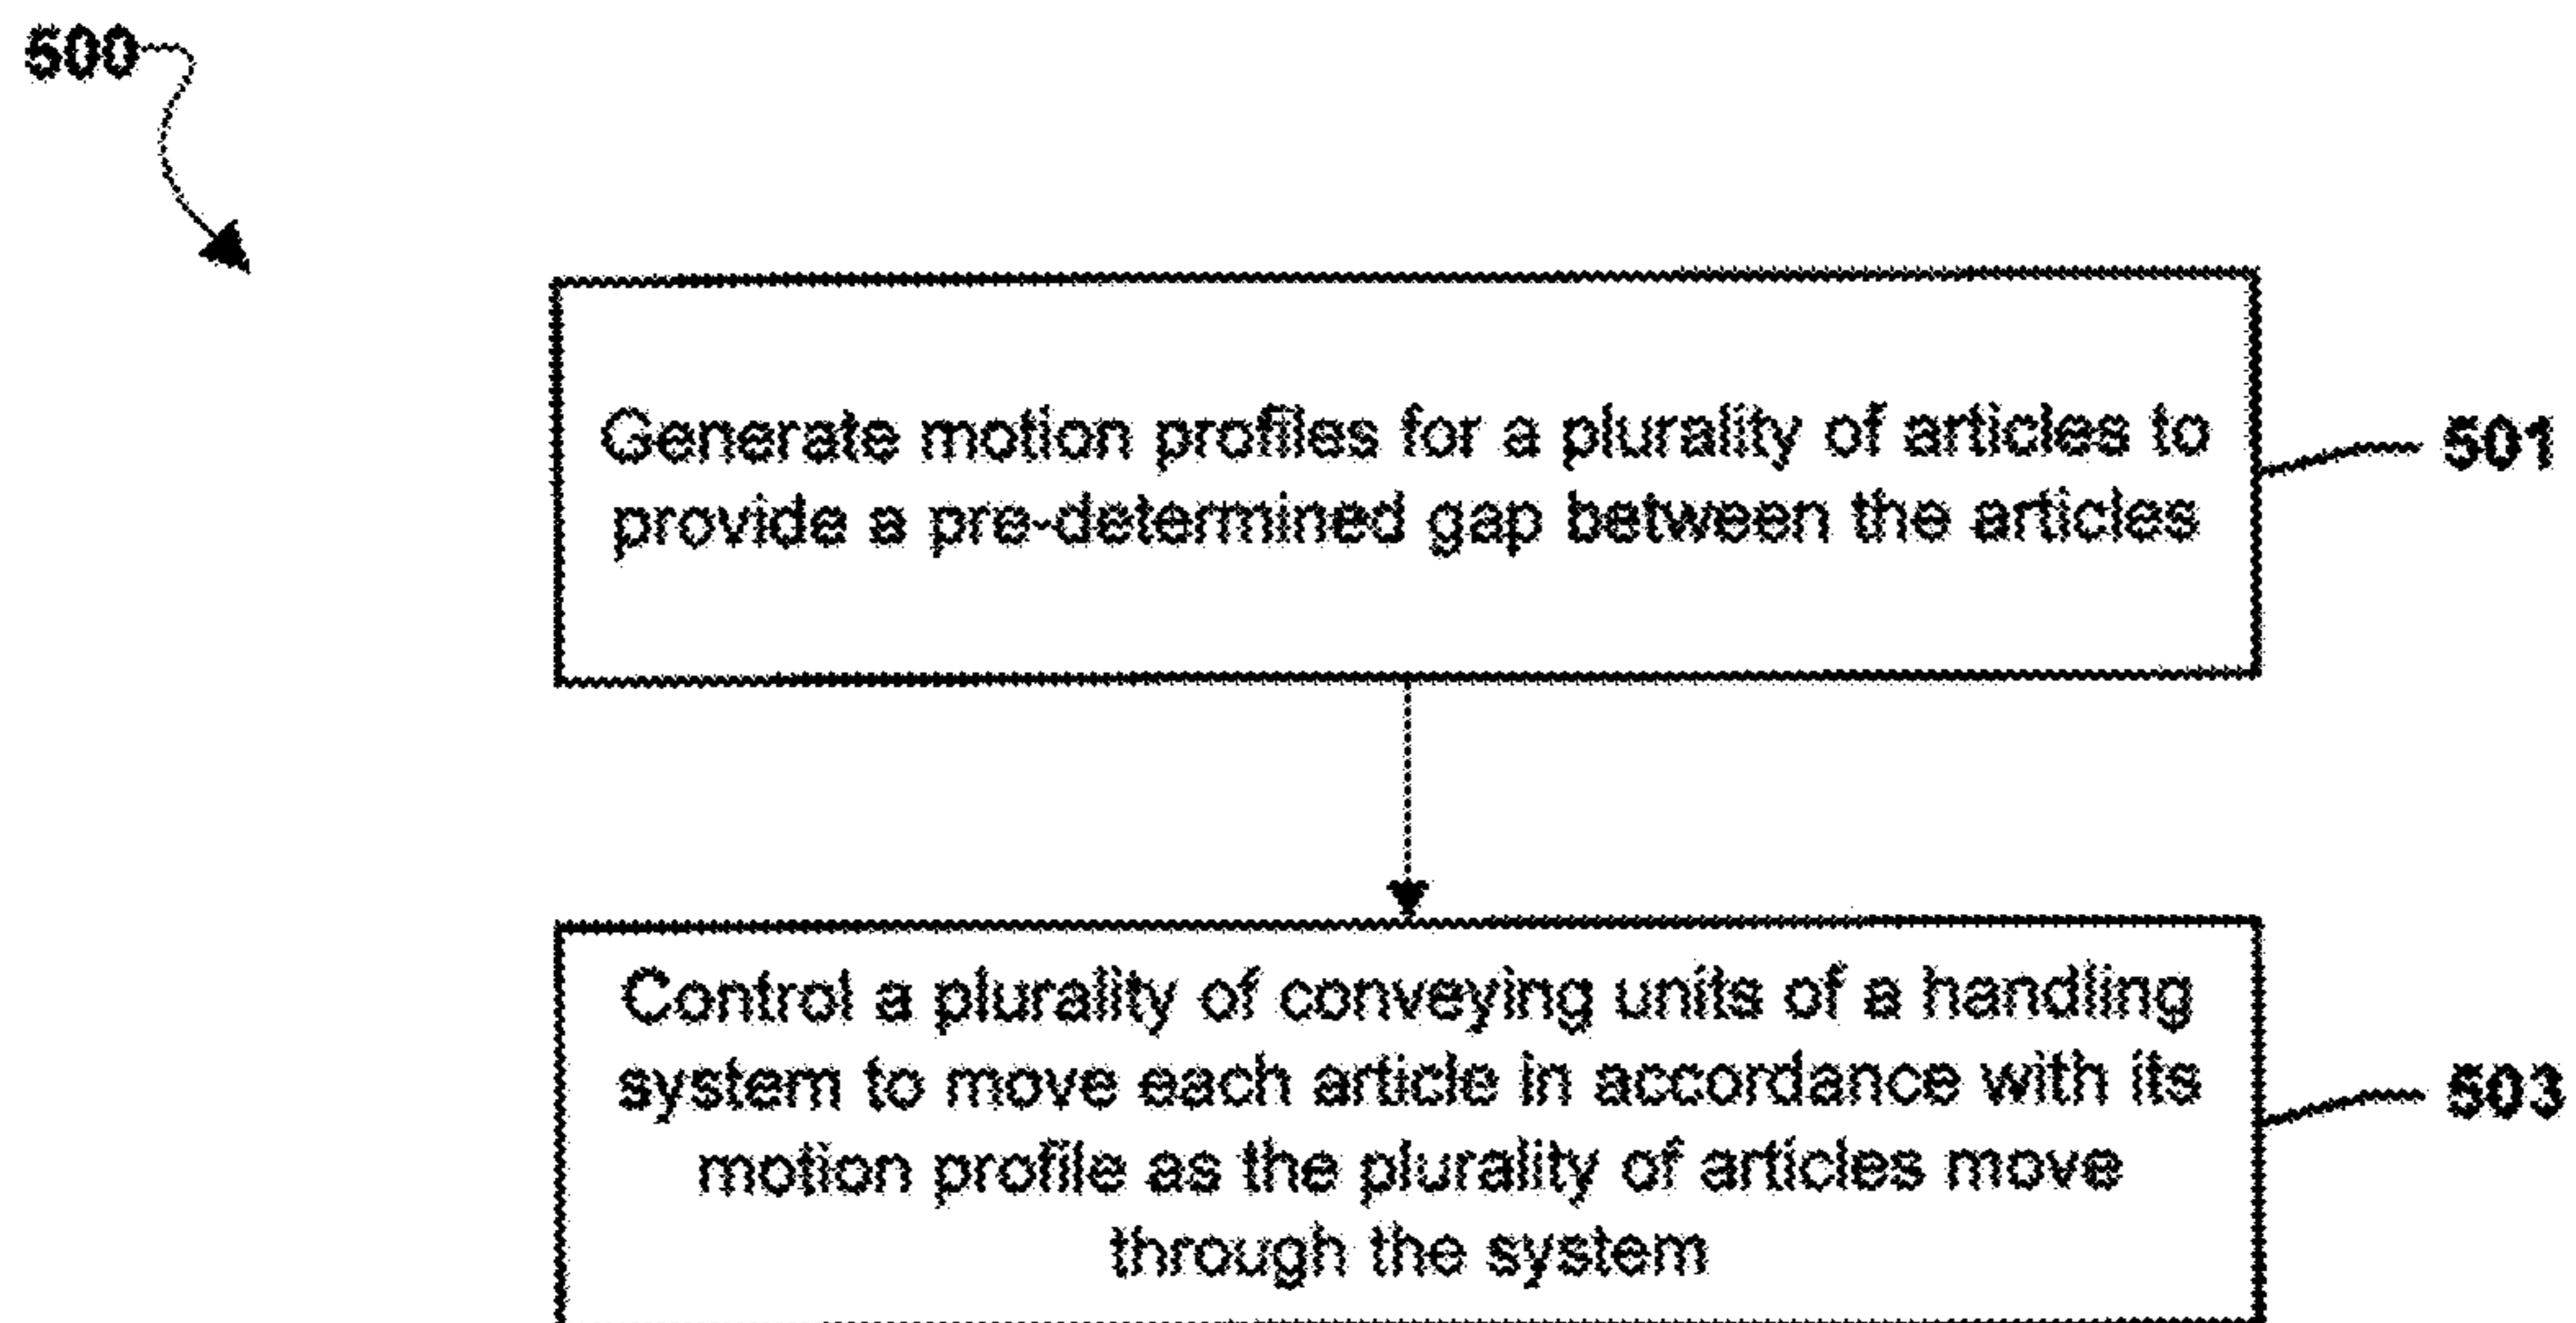 500
Generate motion profiles for a plurality of articles to
provide a pre-determined gap between the articles
501
Control a plurality of conveying units of a handling
system to move each article in accordance with its
motion profile as the plurality of articles move
through the system
503